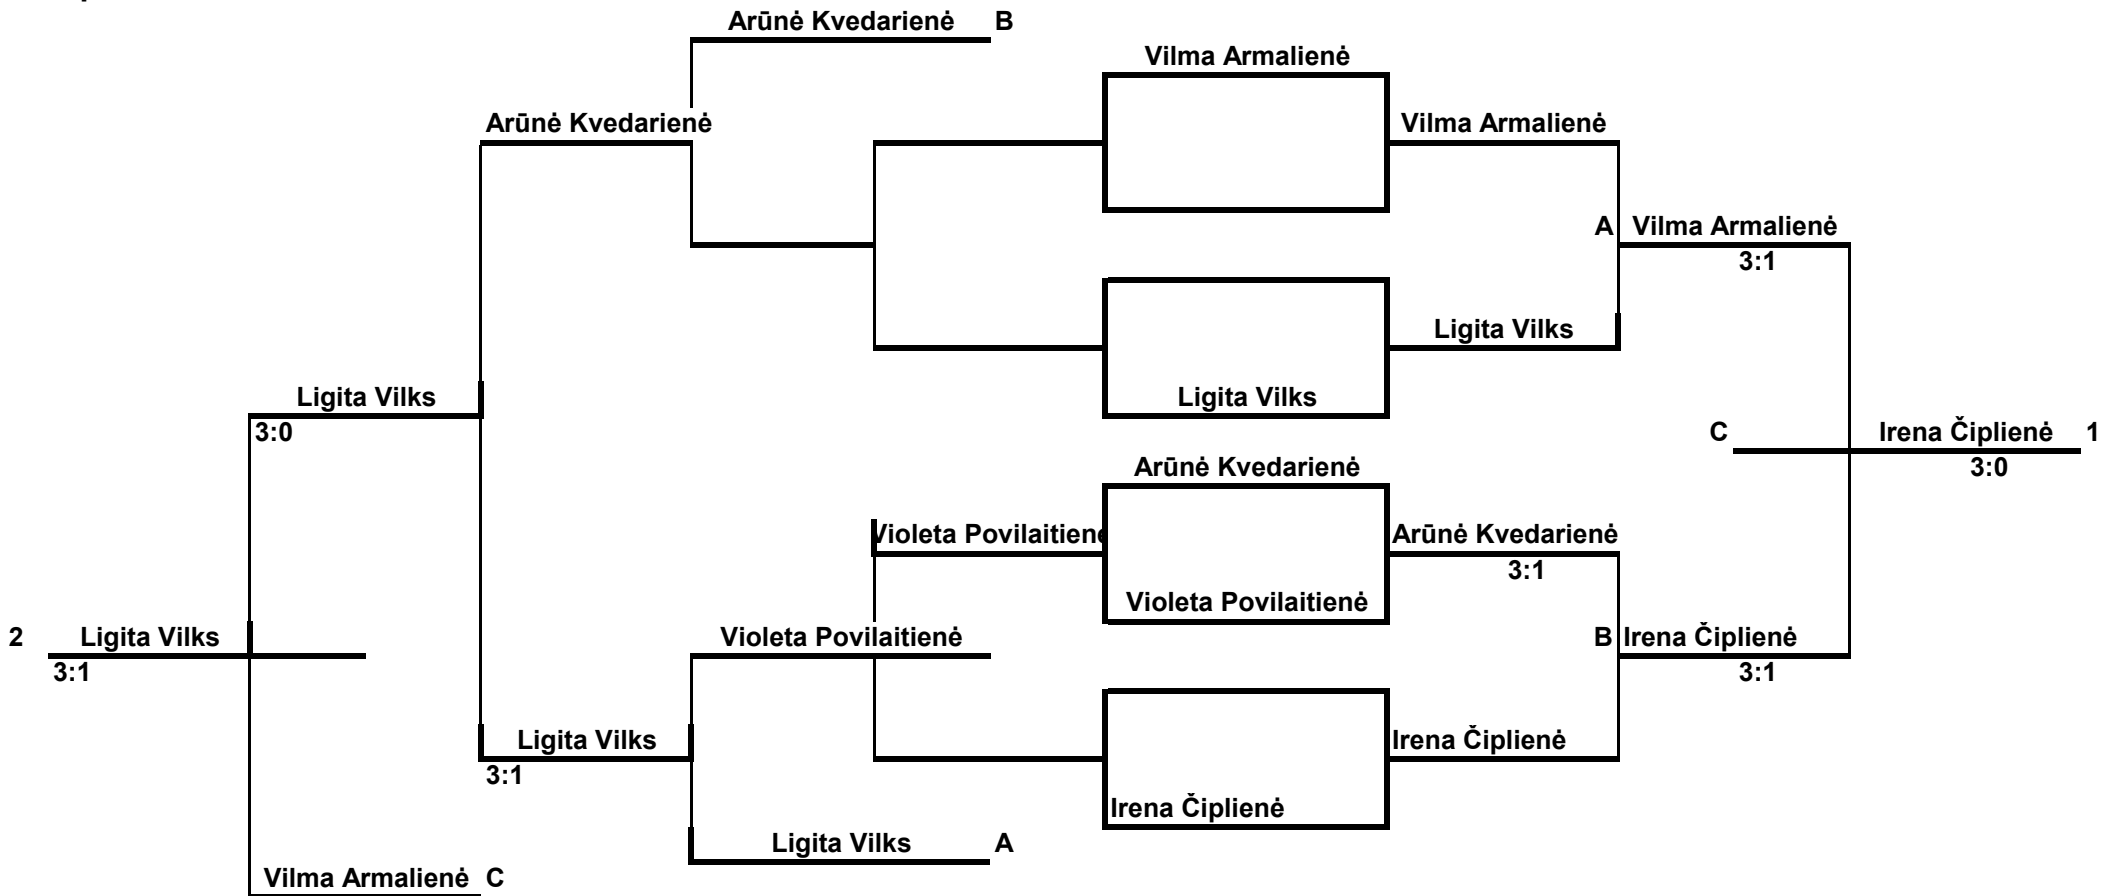 Arūnė Kvedarienė B
Vilma Armalienė
Arūnė Kvedarienė
Vilma Armalienė
A Vilma Armalienė
3:1
Ligita Vilks
Ligita Vilks
Ligita Vilks
3:0
C
Irena Čiplienė 1
3:0
Arūnė Kvedarienė
Violeta Povilaitienė
Arūnė Kvedarienė
3:1
Violeta Povilaitienė
2 Ligita Vilks
3:1
Violeta Povilaitienė
B Irena Čiplienė
3:1
Ligita Vilks
3:1
Irena Čiplienė
Irena Čiplienė
Ligita Vilks A
Vilma Armalienė C